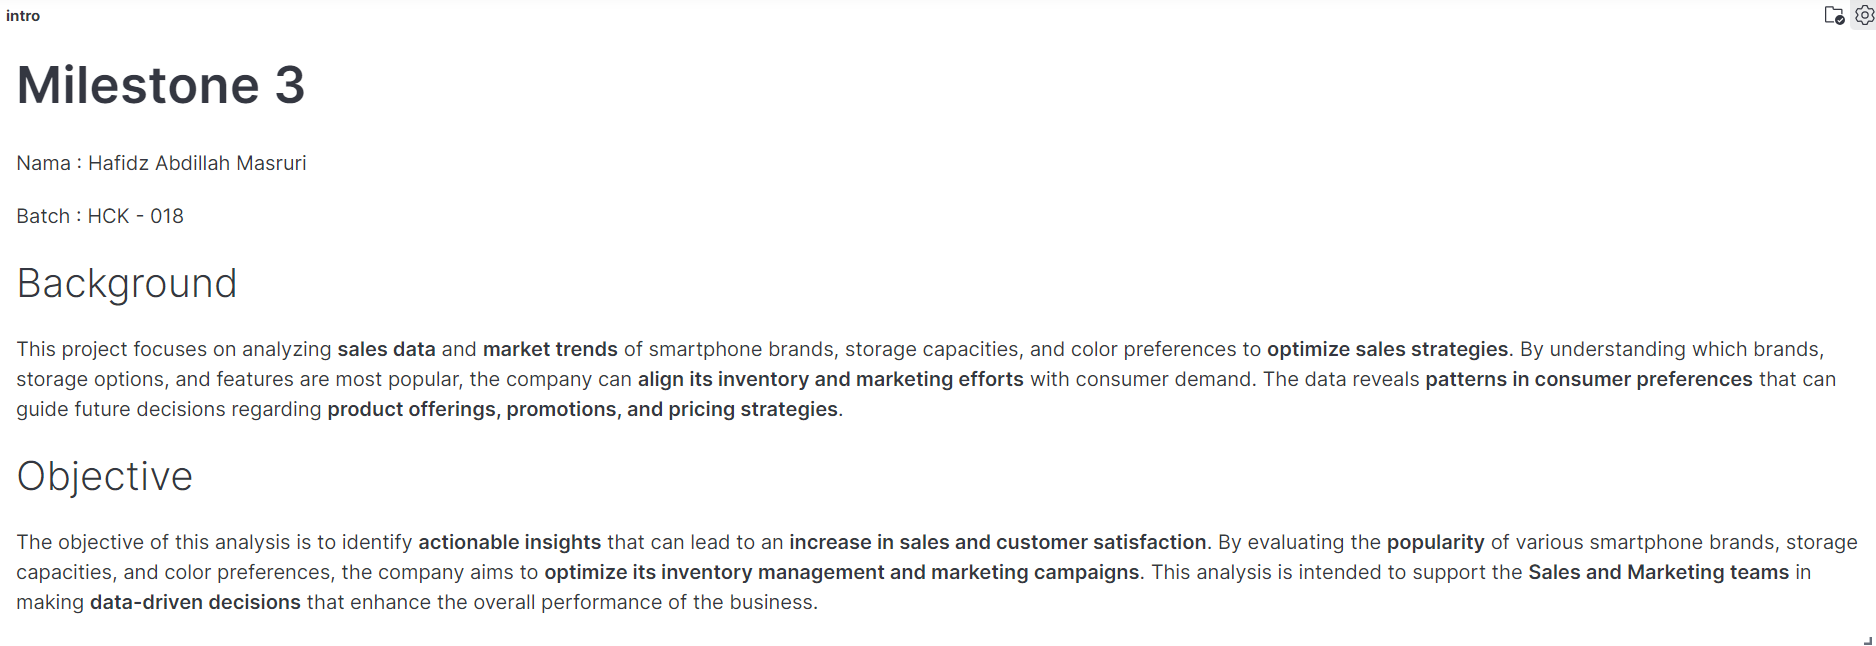 intro
Milestone 3
Nama : Hafidz Abdillah Masruri
Batch : HCK - 018
Background
This project focuses on analyzing sales data and market trends of smartphone brands, storage capacities, and color preferences to optimize sales strategies. By understanding which brands,
storage options, and features are most popular, the company can align its inventory and marketing efforts with consumer demand. The data reveals patterns in consumer preferences that can
guide future decisions regarding product offerings, promotions, and pricing strategies.
Objective
The objective of this analysis is to identify actionable insights that can lead to an increase in sales and customer satisfaction. By evaluating the popularity of various smartphone brands, storage
capacities, and color preferences, the company aims to optimize its inventory management and marketing campaigns. This analysis is intended to support the Sales and Marketing teams in
making data-driven decisions that enhance the overall performance of the business.